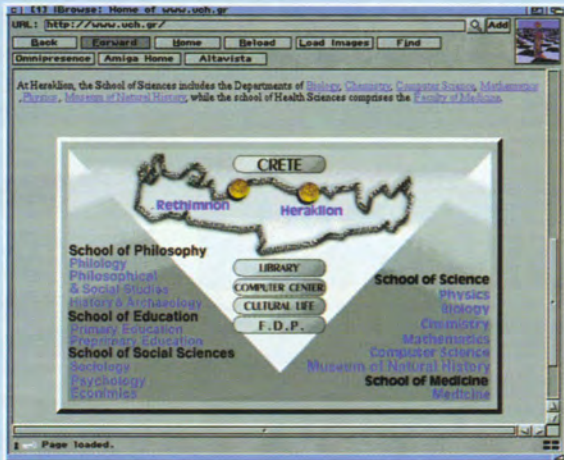 [1] IBrowse: Home of www.uch.gr/
URL: http://www.uch.gr/ Add
Back Forward Home Reload Load Images Find
Omnipresence Amiga Home Altavista
At Heraklion, the School of Sciences includes the Departments of Biology, Chemistry, Computer Science, Mathematics
, Physics , Museum of Natural History, while the school of Health Sciences comprises the Faculty of Medicine.
CRETE
Rethimnon
Heraklion
LIBRARY
COMPUTER CENTER
CULTURAL LIFE
F.D.P.
School of Philosophy
Philology
Philosophical
& Social Studies
History & Archaeology
School of Education
Primary Education
Preprimary Education
School of Social Sciences
Sociology
Psychology
Economics
School of Science
Physics
Biology
Chemistry
Mathematics
Computer Science
Museum of Natural History
School of Medicine
Medicine
Page loaded.